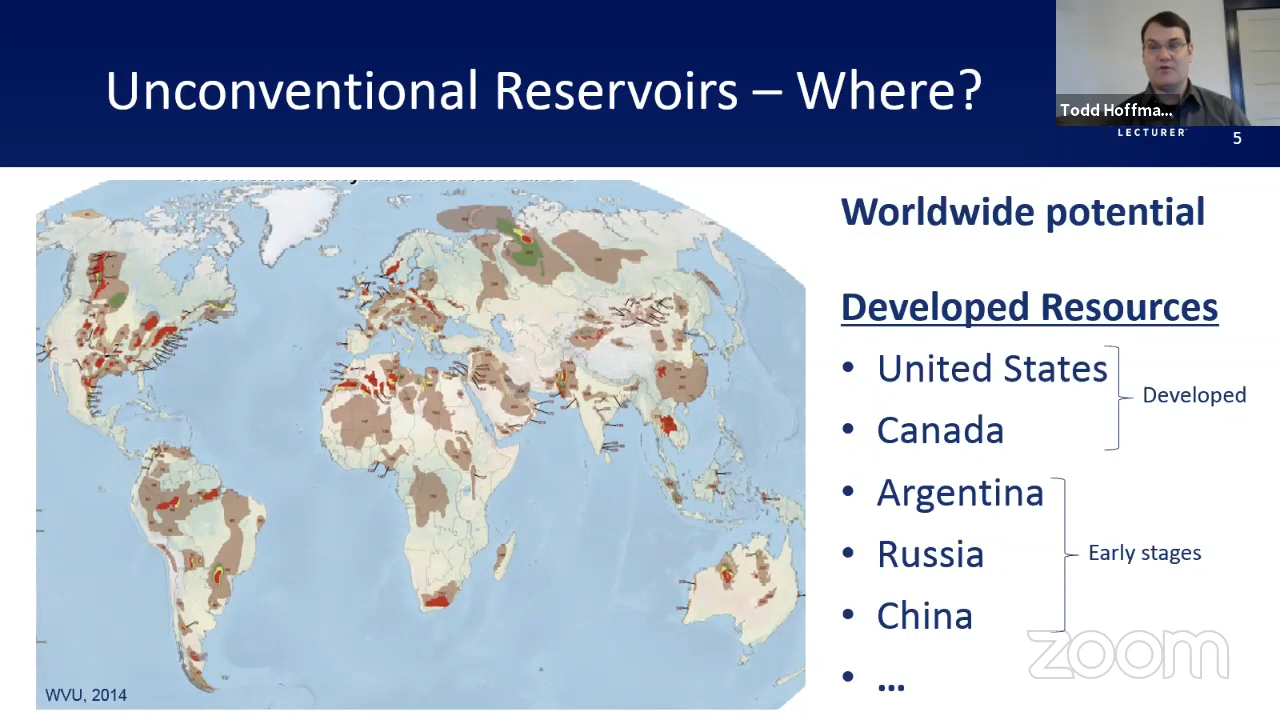 Unconventional Reservoirs – Where?
Todd Hoffma...
LECTURER
5
Worldwide potential
Developed Resources
• United States
• Canada
Developed
• Argentina
• Russia
• China
Early stages
• ...
WVU, 2014
zoom